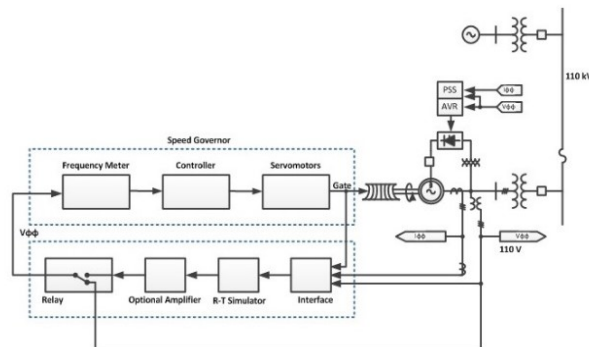 110 kV
PSS
AVR
Iϕϕ
Vϕϕ
Speed Governor
Frequency Meter
Controller
Servomotors
Gate
Vϕϕ
Iϕϕ
Vϕϕ
110 V
Relay
Optional Amplifier
R-T Simulator
Interface